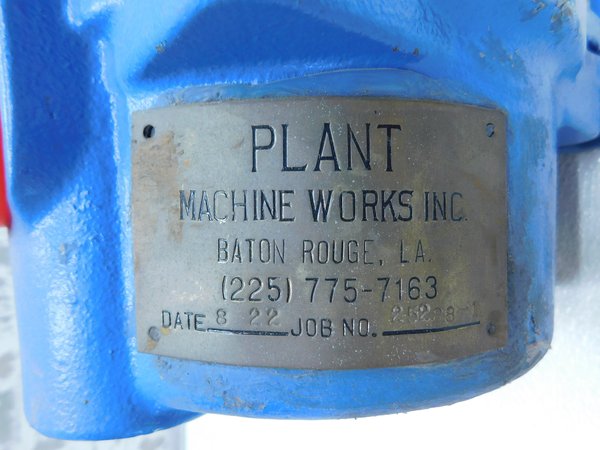 PLANT
MACHINE WORKS INC.
BATON ROUGE, LA.
(225) 775-7163
DATE 8 22 JOB NO.